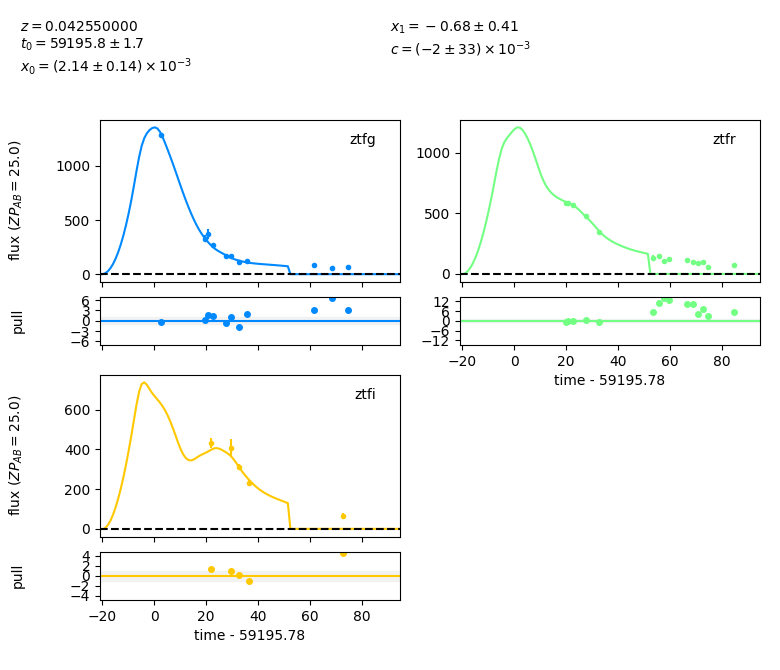 z = 0.042550000
t₀ = 59195.8 ± 1.7
x₀ = (2.14 ± 0.14) × 10⁻³
x₁ = −0.68 ± 0.41
c = (−2 ± 33) × 10⁻³
flux (ZP_AB = 25.0)
ztfg
1000
500
0
pull
6
3
0
−3
−6
ztfr
1000
500
0
12
6
0
−6
−12
−20 0 20 40 60 80
time - 59195.78
flux (ZP_AB = 25.0)
ztfi
600
400
200
0
pull
4
2
0
−2
−4
−20 0 20 40 60 80
time - 59195.78